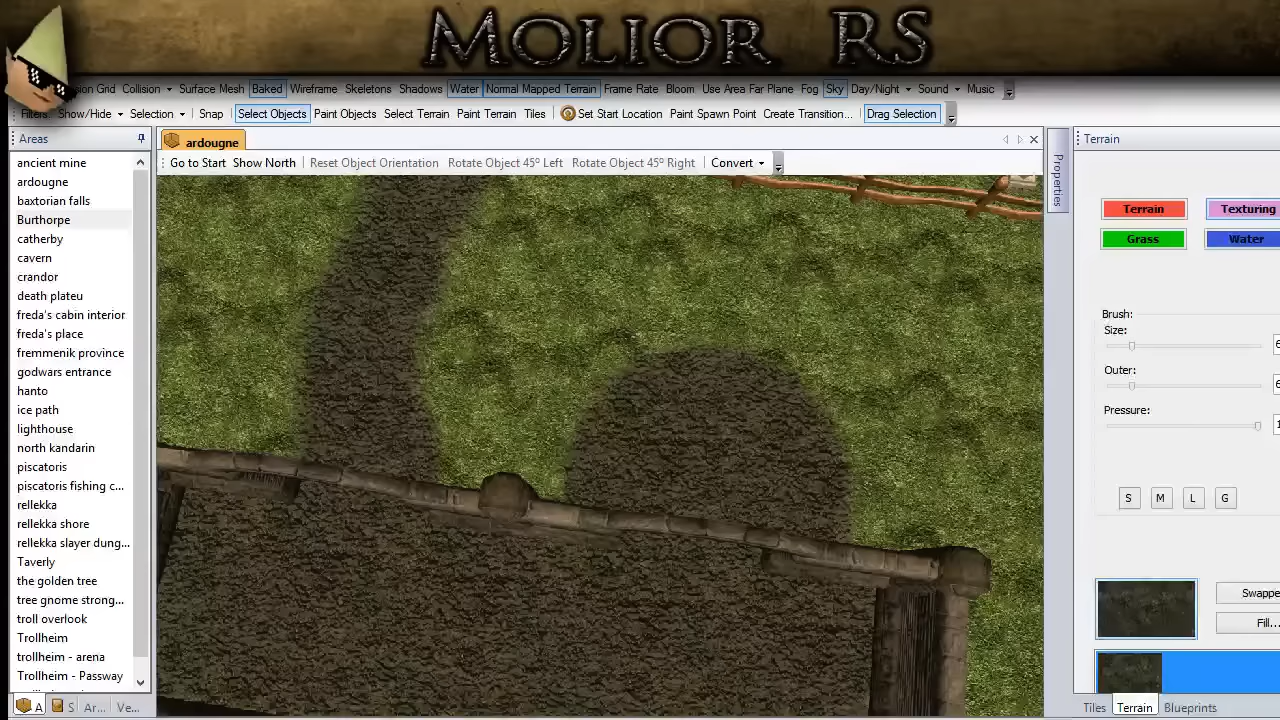 MOLIOR RS
sion Grid Collision Surface Mesh Baked Wireframe Skeletons Shadows Water Normal Mapped Terrain Frame Rate Bloom Use Area Far Plane Fog Sky Day/Night Sound Music
Filters: Show/Hide Selection Snap Select Objects Paint Objects Select Terrain Paint Terrain Tiles Set Start Location Paint Spawn Point Create Transition... Drag Selection
Areas
ardougne
Go to Start Show North Reset Object Orientation Rotate Object 45º Left Rotate Object 45º Right Convert
ancient mine
ardougne
baxtorian falls
Burthorpe
catherby
cavern
crandor
death plateu
freda's cabin interior
freda's place
fremmenik province
godwars entrance
hanto
ice path
lighthouse
north kandarin
piscatoris
piscatoris fishing c...
rellekka
rellekka shore
rellekka slayer dung...
Taverly
the golden tree
tree gnome strong...
troll overlook
Trollheim
trollheim - arena
Trollheim - Passway
A S Ar... Ve...
Properties
Terrain
Terrain Texturing
Grass Water
Brush:
Size:
6
Outer:
6
Pressure:
1
S M L G
Swappe
Fill...
Tiles Terrain Blueprints